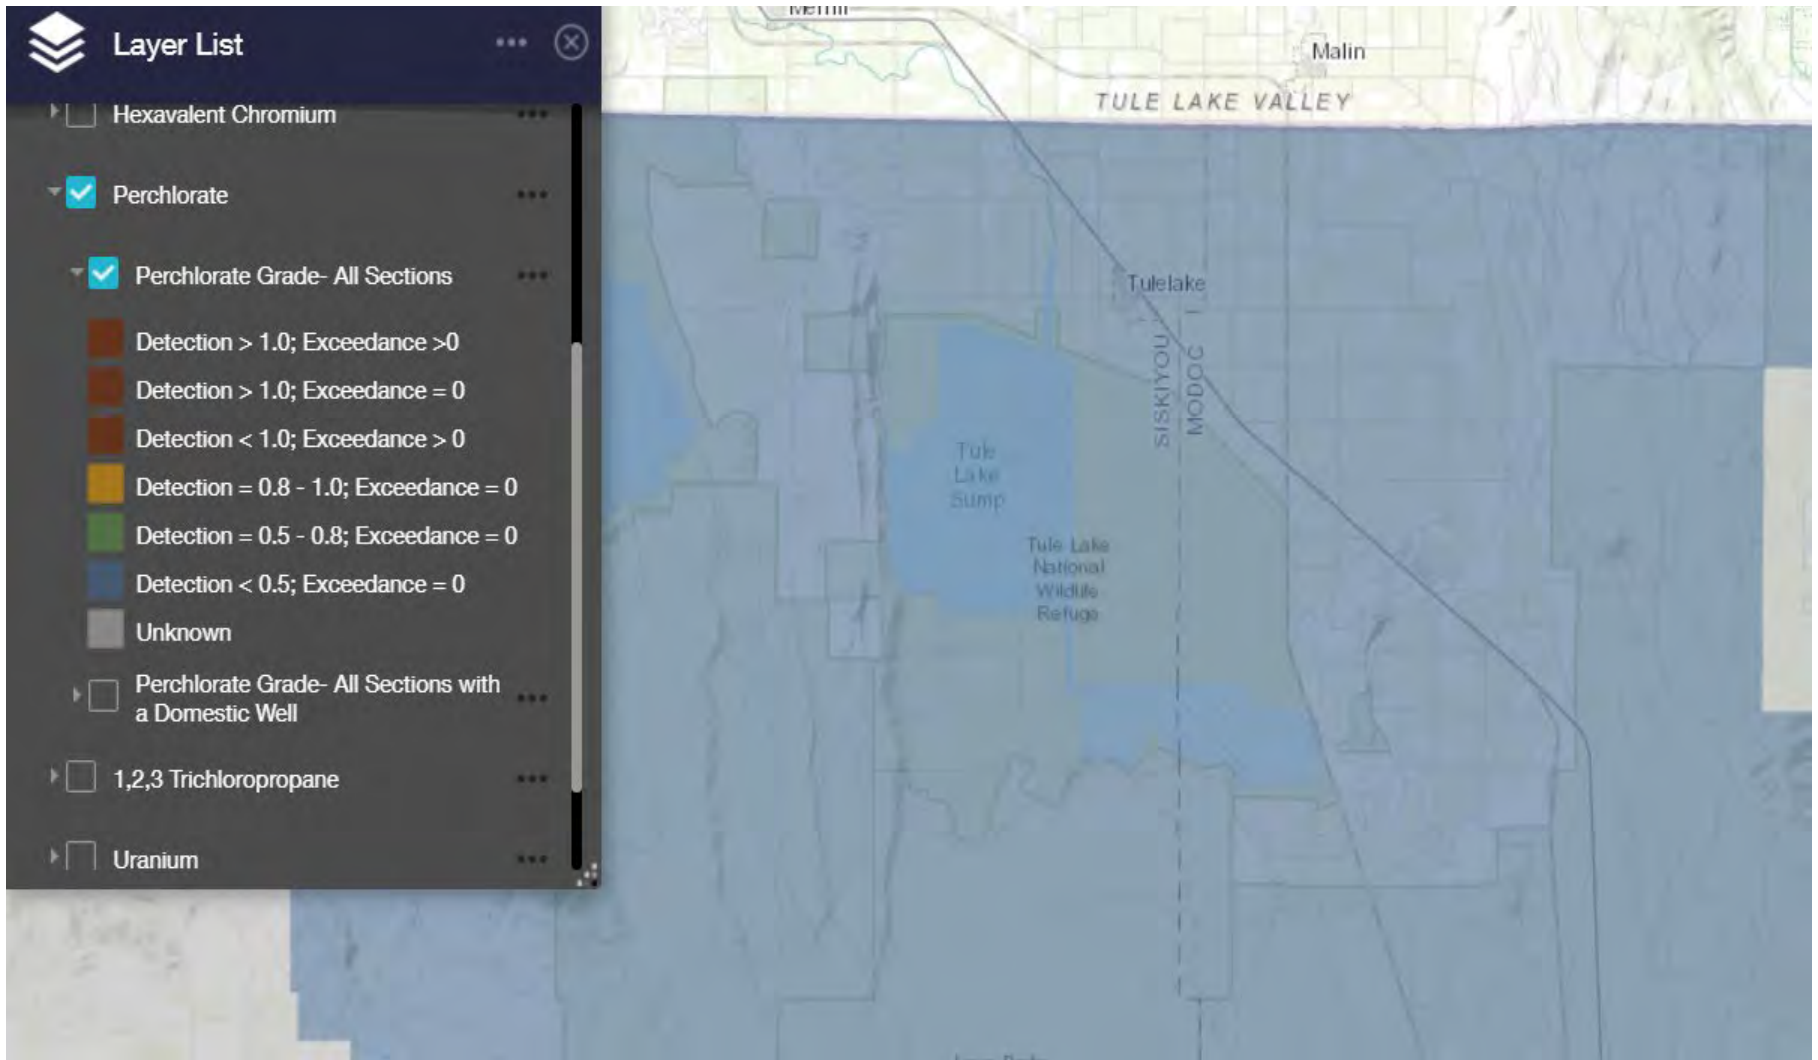 Layer List
Hexavalent Chromium
Perchlorate
Perchlorate Grade- All Sections
Detection > 1.0; Exceedance >0
Detection > 1.0; Exceedance = 0
Detection < 1.0; Exceedance > 0
Detection = 0.8 - 1.0; Exceedance = 0
Detection = 0.5 - 0.8; Exceedance = 0
Detection < 0.5; Exceedance = 0
Unknown
Perchlorate Grade- All Sections with
a Domestic Well
1,2,3 Trichloropropane
Uranium
Merrill
Malin
TULE LAKE VALLEY
Tulelake
SISKIYOU
MODOC
Tule
Lake
Sump
Tule Lake
National
Wildlife
Refuge